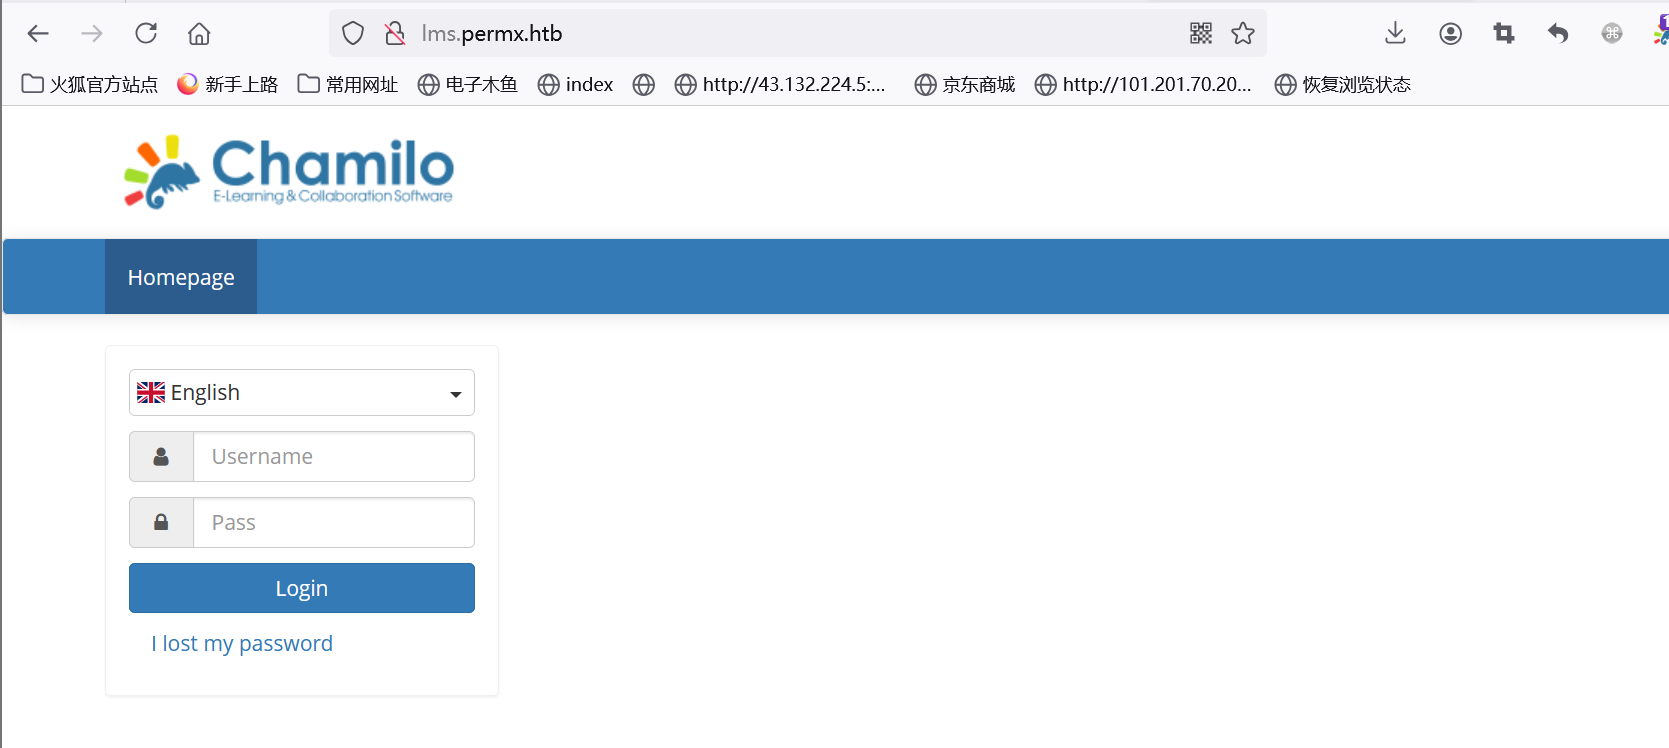 lms.permx.htb
火狐官方站点 新手上路 常用网址 电子木鱼 index http://43.132.224.5:... 京东商城 http://101.201.70.20... 恢复浏览状态
Chamilo
E-Learning & Collaboration Software
Homepage
English
Username
Pass
Login
I lost my password